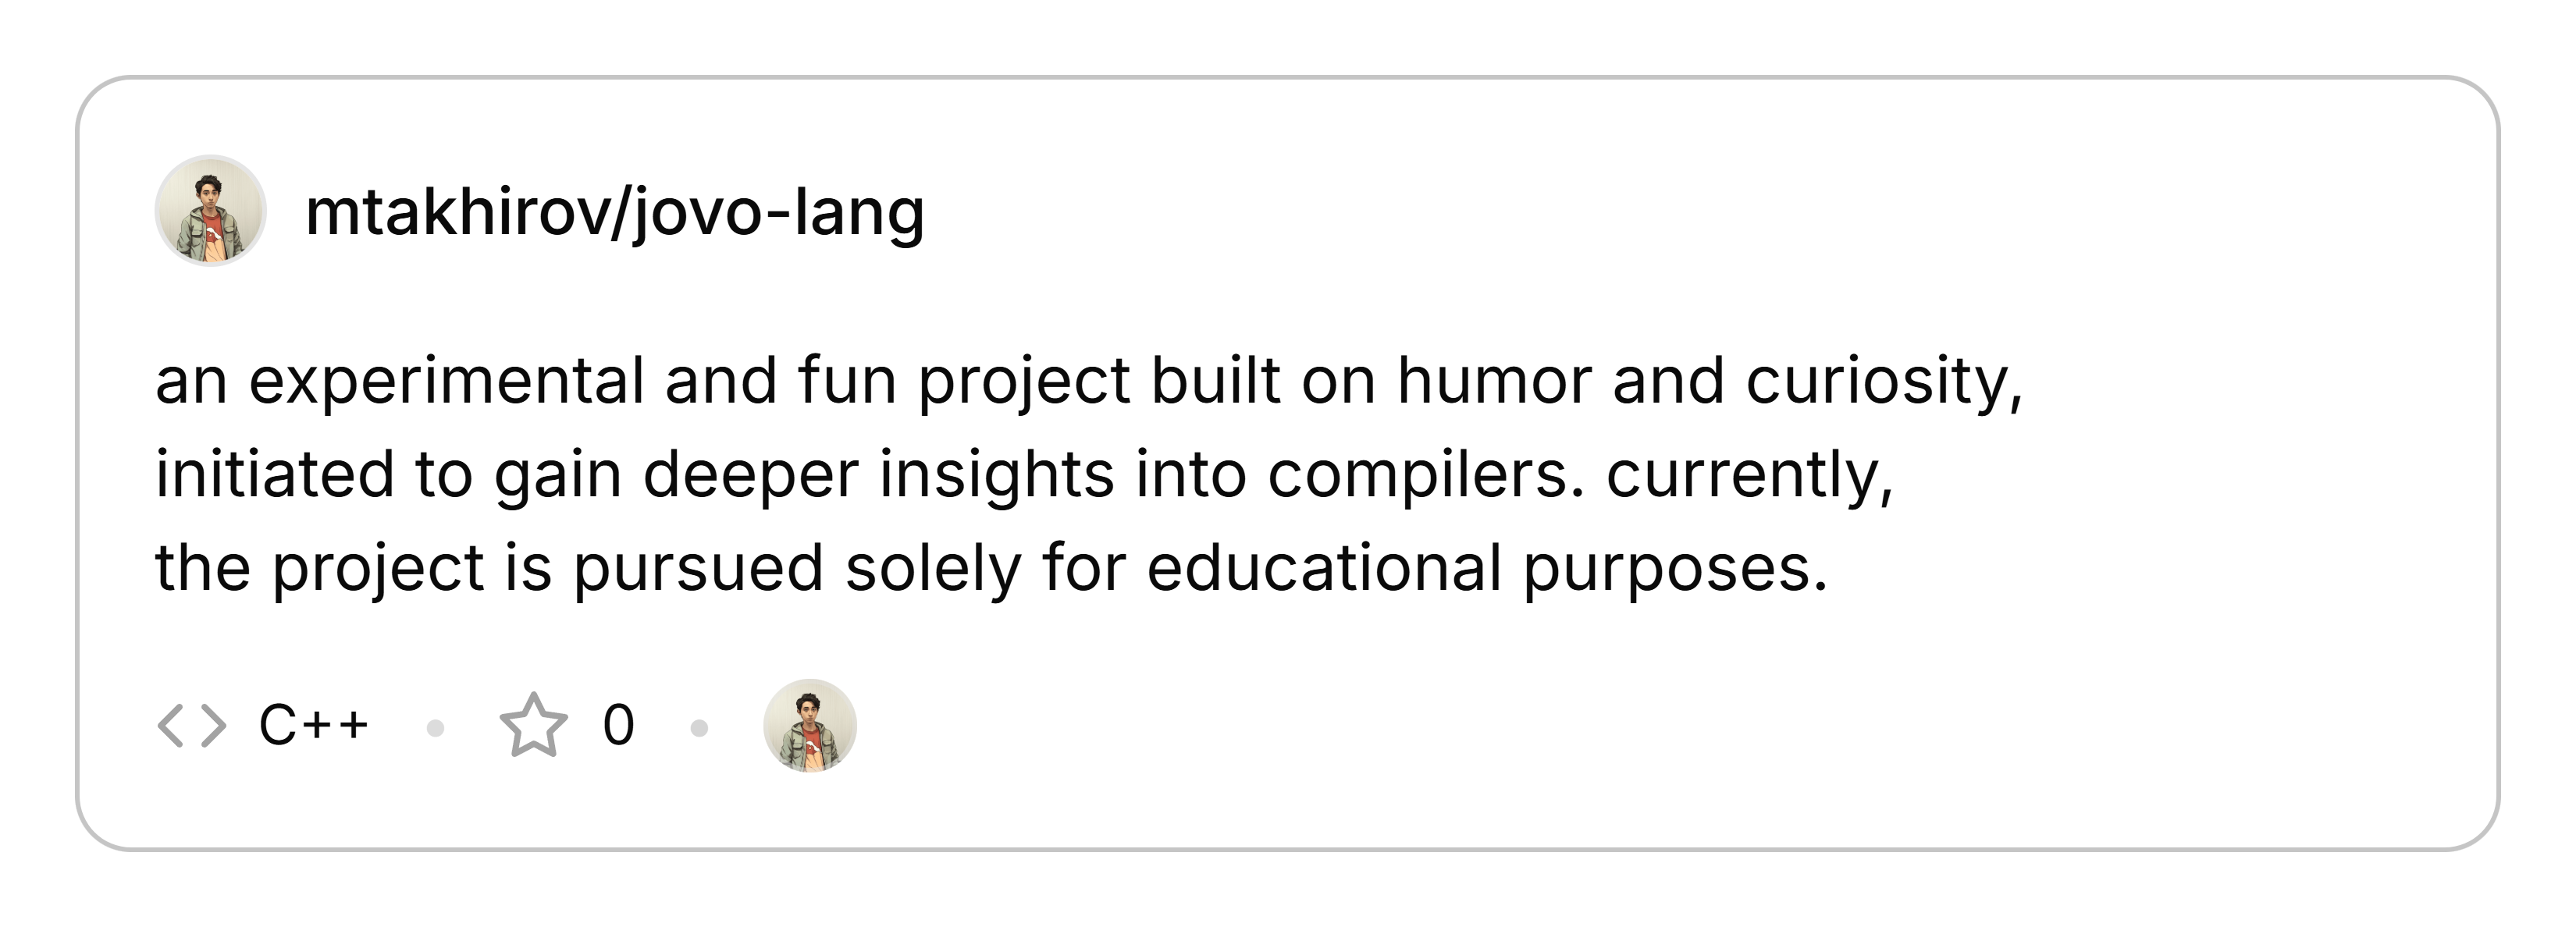 mtakhirov/jovo-lang
an experimental and fun project built on humor and curiosity,
initiated to gain deeper insights into compilers. currently,
the project is pursued solely for educational purposes.
C++ • 0 •